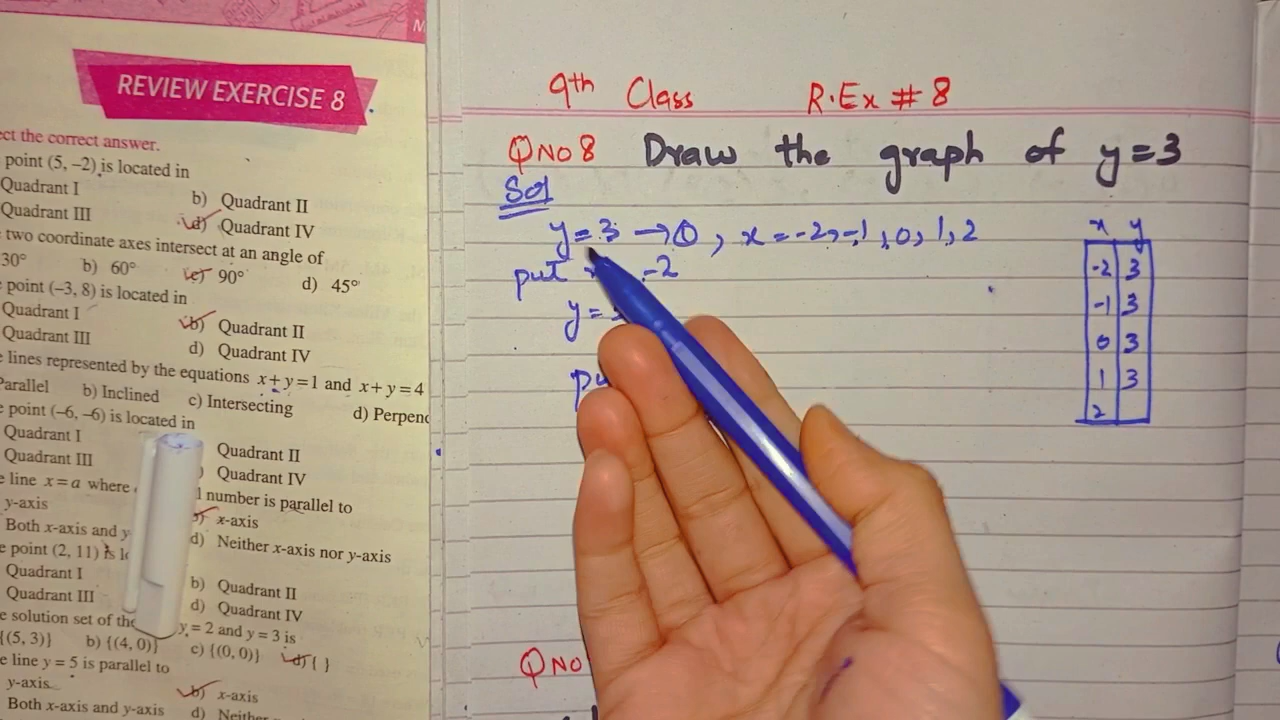 REVIEW EXERCISE 8
ct the correct answer.
point (5, −2) is located in
Quadrant I b) Quadrant II
Quadrant III d) Quadrant IV
two coordinate axes intersect at an angle of
30° b) 60° c) 90° d) 45°
point (−3, 8) is located in
Quadrant I b) Quadrant II
Quadrant III d) Quadrant IV
lines represented by the equations x+y=1 and x+y=4
Parallel b) Inclined c) Intersecting d) Perpend
point (−6, −6) is located in
Quadrant I Quadrant II
Quadrant III Quadrant IV
line x=a where number is parallel to
y-axis x-axis
Both x-axis and y d) Neither x-axis nor y-axis
point (2, 11) is lo
Quadrant I b) Quadrant II
Quadrant III d) Quadrant IV
solution set of the y=2 and y=3 is
{(5, 3)} b) {(4, 0)} c) {(0, 0)} d) { }
line y=5 is parallel to
y-axis b) x-axis
Both x-axis and y-axis d) Neither
9th Class R.Ex # 8
QNO8 Draw the graph of y=3
Sol
y=3 →①, x=-2,-1,0,1,2
put -2
y=
pu
x y
-2 3
-1 3
0 3
1 3
2
QNO